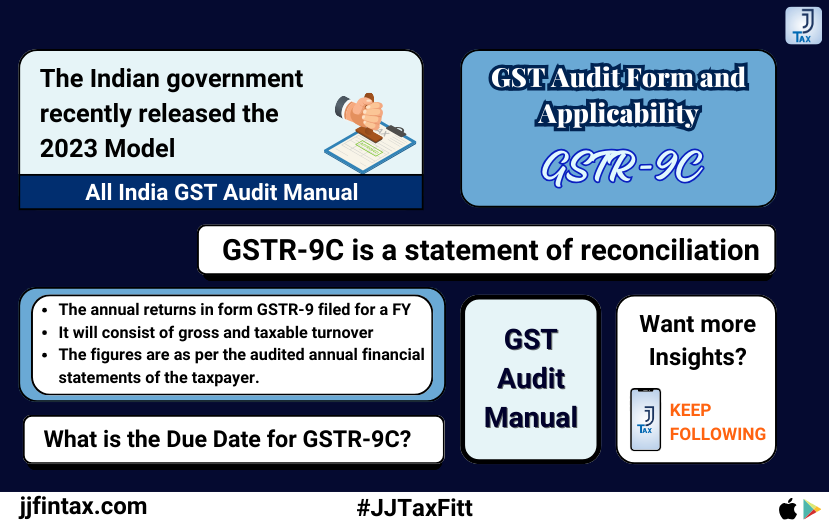 J
TAX
The Indian government
recently released the
2023 Model
All India GST Audit Manual
GST Audit Form and
Applicability
GSTR-9C
GSTR-9C is a statement of reconciliation
• The annual returns in form GSTR-9 filed for a FY
• It will consist of gross and taxable turnover
• The figures are as per the audited annual financial
statements of the taxpayer.
What is the Due Date for GSTR-9C?
GST
Audit
Manual
Want more
Insights?
J
TAX
KEEP
FOLLOWING
jjfintax.com
#JJTaxFitt